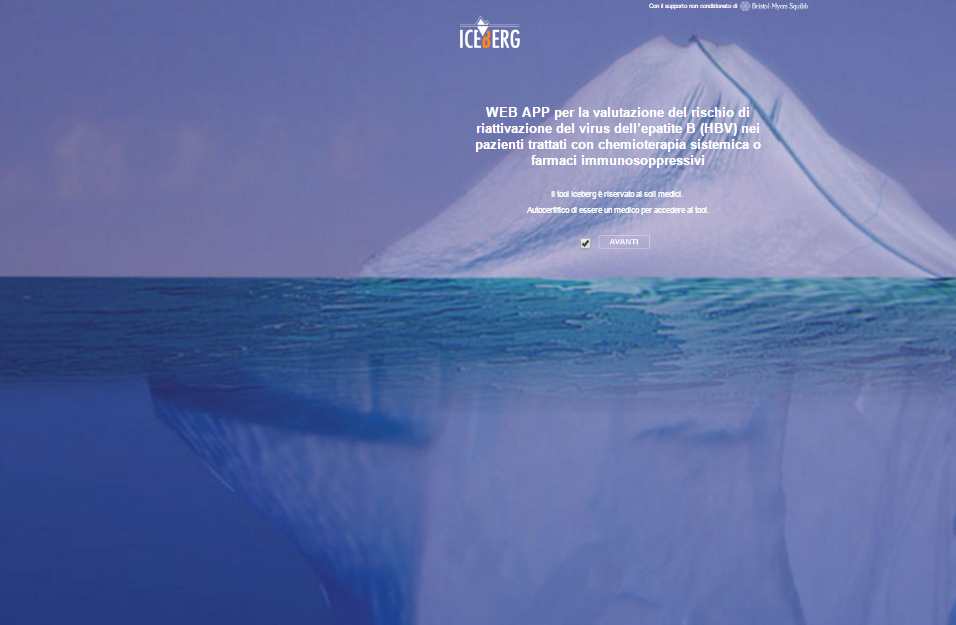 Con il supporto non condizionato di Bristol-Myers Squibb
ICEBERG
WEB APP per la valutazione del rischio di
riattivazione del virus dell'epatite B (HBV) nei
pazienti trattati con chemioterapia sistemica o
farmaci immunosoppressivi
Il tool Iceberg è riservato ai soli medici.
Autocertifico di essere un medico per accedere al tool.
AVANTI